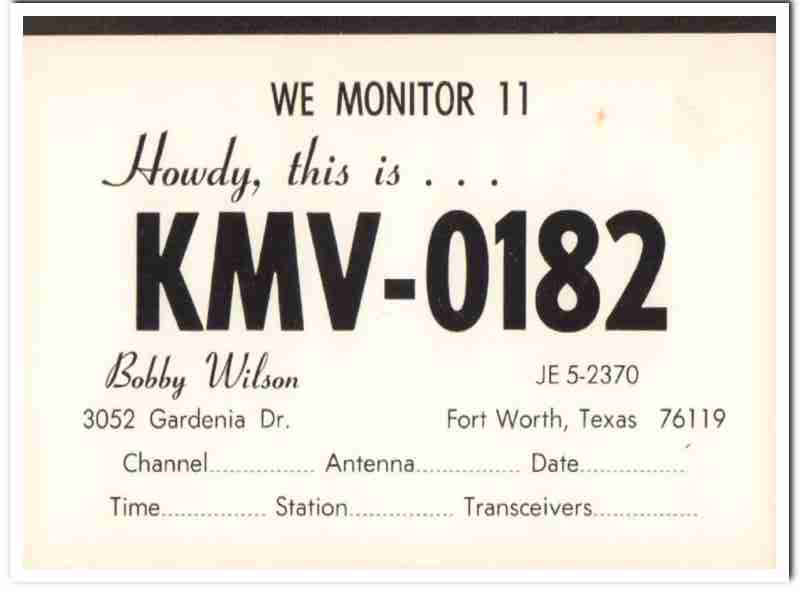 WE MONITOR 11
Howdy, this is . . .
KMV-0182
Bobby Wilson JE 5-2370
3052 Gardenia Dr. Fort Worth, Texas 76119
Channel................ Antenna................ Date................
Time................ Station................ Transceivers................